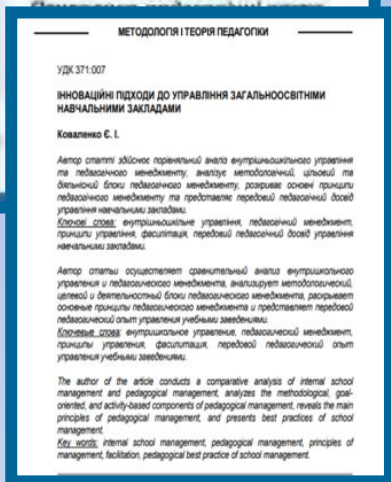 МЕТОДОЛОГІЯ І ТЕОРІЯ ПЕДАГОГІКИ
УДК 371:007
ІННОВАЦІЙНІ ПІДХОДИ ДО УПРАВЛІННЯ ЗАГАЛЬНООСВІТНІМИ
НАВЧАЛЬНИМИ ЗАКЛАДАМИ
Коваленко Є. І.
Автор статті здійснює порівняльний аналіз внутрішньошкільного управління
та педагогічного менеджменту, аналізує методологічний, цільовий та
діяльнісний блоки педагогічного менеджменту, розкриває основні принципи
педагогічного менеджменту та представляє передовий педагогічний досвід
управління навчальними закладами.
Ключові слова: внутрішньошкільне управління, педагогічний менеджмент,
принципи управління, фасилітація, передовий педагогічний досвід управління
навчальними закладами.
Автор статьи осуществляет сравнительный анализ внутришкольного
управления и педагогического менеджмента, анализирует методологический,
целевой и деятельностный блоки педагогического менеджмента, раскрывает
основные принципы педагогического менеджмента и представляет передовой
педагогический опыт управления учебными заведениями.
Ключевые слова: внутришкольное управление, педагогический менеджмент,
принципы управления, фасилитация, передовой педагогический опыт
управления учебными заведениями.
The author of the article conducts a comparative analysis of internal school
management and pedagogical management, analyzes the methodological, goal-
oriented, and activity-based components of pedagogical management, reveals the main
principles of pedagogical management, and presents best practices of school
management.
Key words: internal school management, pedagogical management, principles of
management, facilitation, pedagogical best practice of school management.